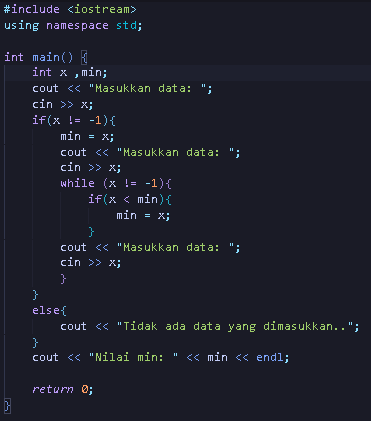 #include <iostream>
using namespace std;
int main() {
int x ,min;
cout << "Masukkan data: ";
cin >> x;
if(x != -1){
min = x;
cout << "Masukkan data: ";
cin >> x;
while (x != -1){
if(x < min){
min = x;
}
cout << "Masukkan data: ";
cin >> x;
}
}
else{
cout << "Tidak ada data yang dimasukkan..";
}
cout << "Nilai min: " << min << endl;
return 0;
}